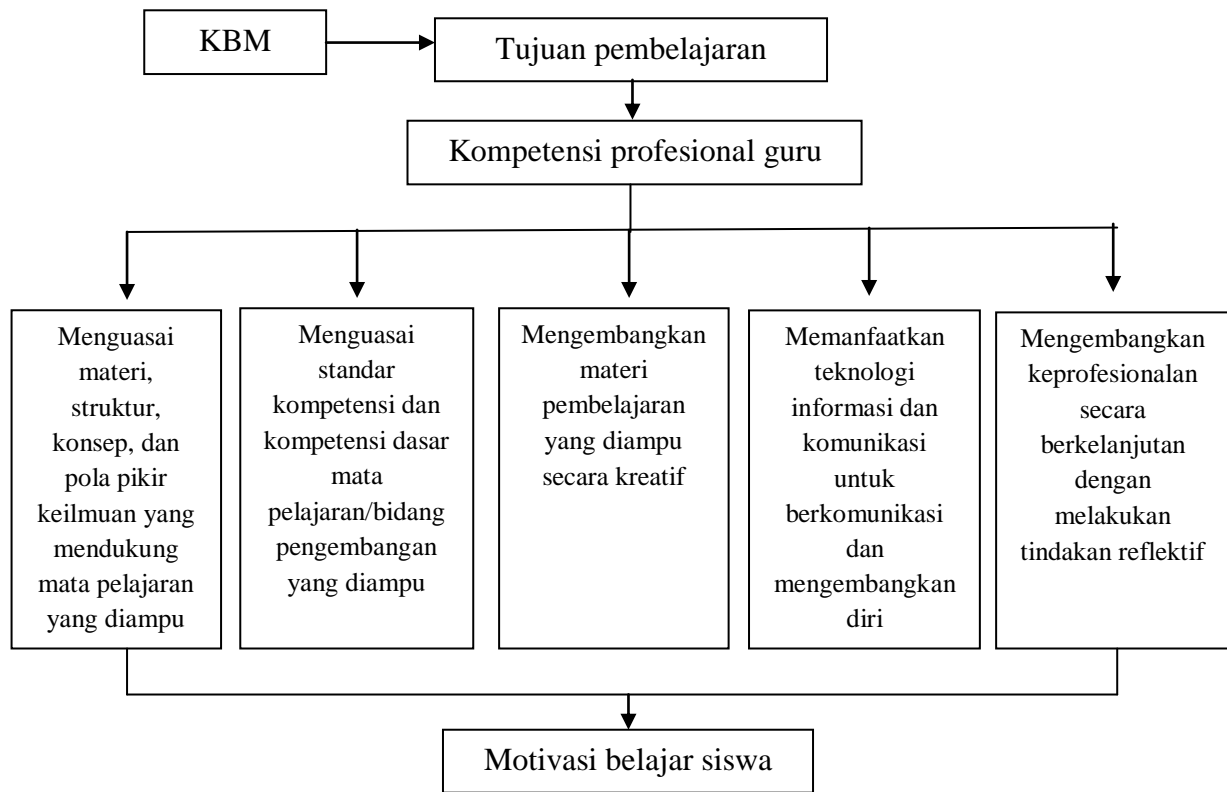 KBM
Tujuan pembelajaran
Kompetensi profesional guru
Menguasai
materi,
struktur,
konsep, dan
pola pikir
keilmuan yang
mendukung
mata pelajaran
yang diampu
Menguasai
standar
kompetensi dan
kompetensi dasar
mata
pelajaran/bidang
pengembangan
yang diampu
Mengembangkan
materi
pembelajaran
yang diampu
secara kreatif
Memanfaatkan
teknologi
informasi dan
komunikasi
untuk
berkomunikasi
dan
mengembangkan
diri
Mengembangkan
keprofesionalan
secara
berkelanjutan
dengan
melakukan
tindakan reflektif
Motivasi belajar siswa